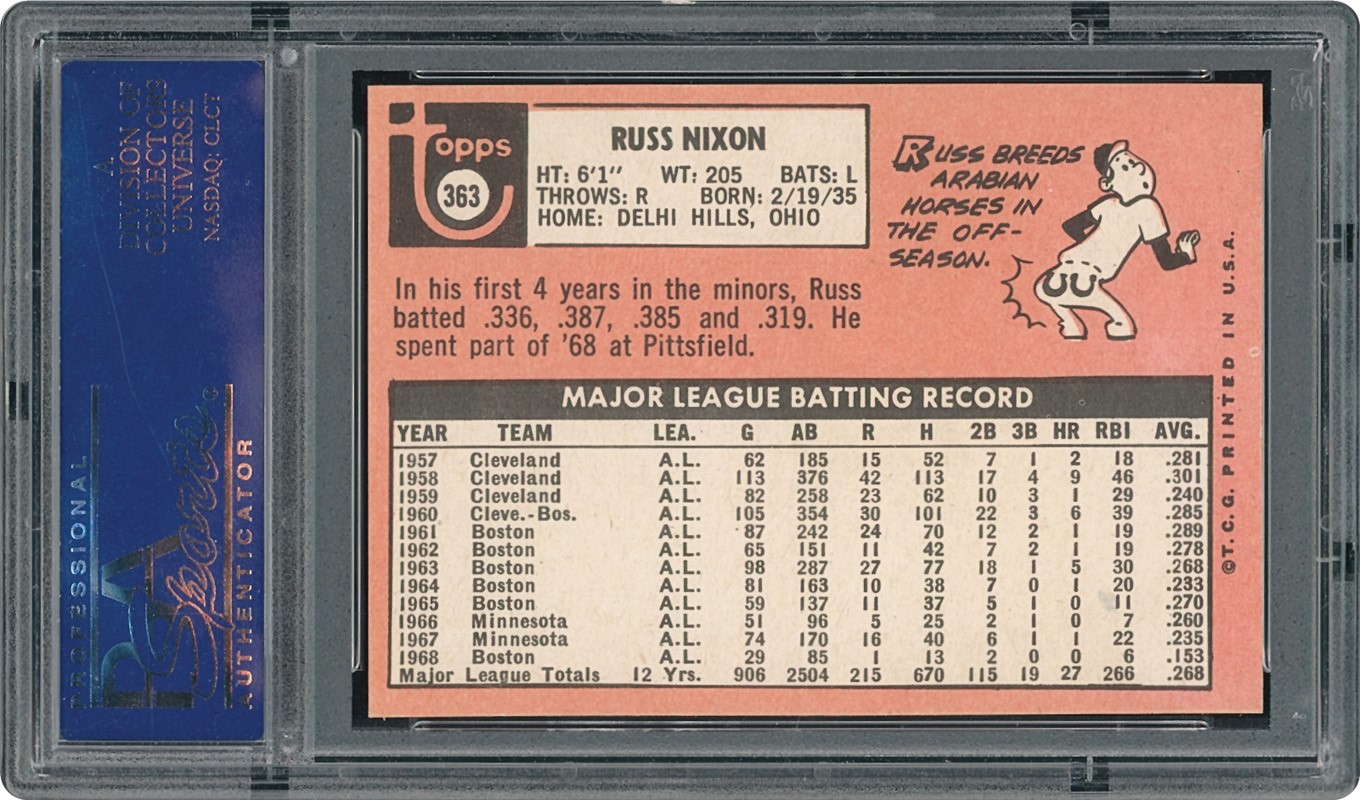 A
DIVISION OF
COLLECTORS
UNIVERSE
NASDAQ: CLCT
PROFESSIONAL
PSA
Sports
AUTHENTICATOR
topps
363
RUSS NIXON
HT: 6'1" WT: 205 BATS: L
THROWS: R BORN: 2/19/35
HOME: DELHI HILLS, OHIO
RUSS BREEDS
ARABIAN
HORSES IN
THE OFF-
SEASON.
In his first 4 years in the minors, Russ
batted .336, .387, .385 and .319. He
spent part of '68 at Pittsfield.
MAJOR LEAGUE BATTING RECORD
YEAR TEAM LEA. G AB R H 2B 3B HR RBI AVG.
1957 Cleveland A.L. 62 185 15 52 7 1 2 18 .281
1958 Cleveland A.L. 113 376 42 113 17 4 9 46 .301
1959 Cleveland A.L. 82 258 23 62 10 3 1 29 .240
1960 Cleve.-Bos. A.L. 105 354 30 101 22 3 6 39 .285
1961 Boston A.L. 87 242 24 70 12 2 1 19 .289
1962 Boston A.L. 65 151 11 42 7 2 1 19 .278
1963 Boston A.L. 98 287 27 77 18 1 5 30 .268
1964 Boston A.L. 81 163 10 38 7 0 1 20 .233
1965 Boston A.L. 59 137 11 37 5 1 0 11 .270
1966 Minnesota A.L. 51 96 5 25 2 1 0 7 .260
1967 Minnesota A.L. 74 170 16 40 6 1 1 22 .235
1968 Boston A.L. 29 85 1 13 2 0 0 6 .153
Major League Totals 12 Yrs. 906 2504 215 670 115 19 27 266 .268
©T.C.G. PRINTED IN U.S.A.